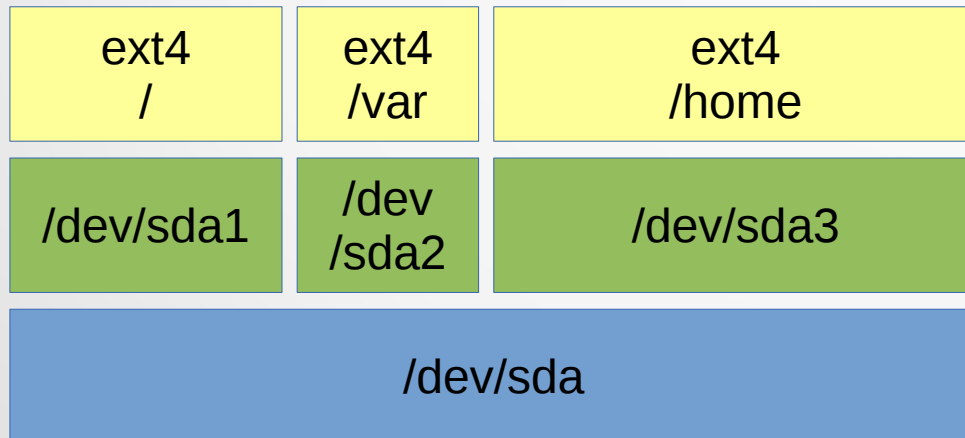 ext4
/
ext4
/var
ext4
/home
/dev/sda1
/dev
/sda2
/dev/sda3
/dev/sda